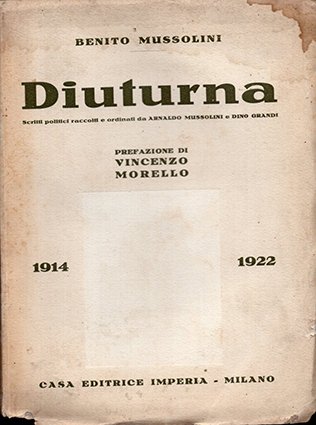 BENITO MUSSOLINI
Diuturna
Scritti politici raccolti e ordinati da ARNALDO MUSSOLINI e DINO GRANDI
PREFAZIONE DI
VINCENZO
MORELLO
1914 1922
CASA EDITRICE IMPERIA - MILANO